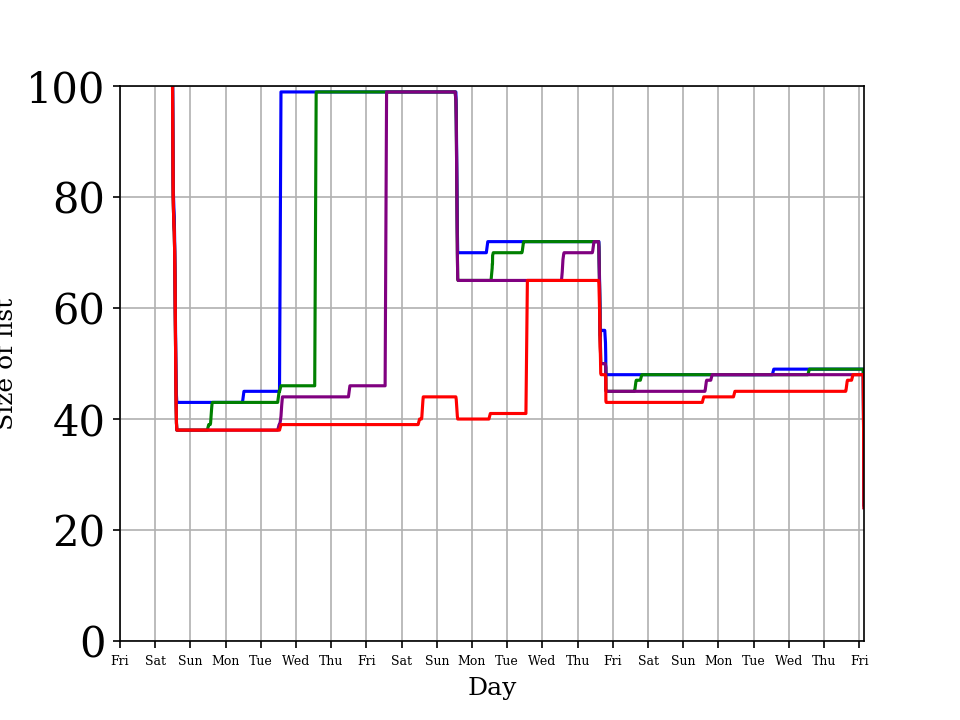 100
80
60
40
20
0
Size of list
Fri Sat Sun Mon Tue Wed Thu Fri Sat Sun Mon Tue Wed Thu Fri Sat Sun Mon Tue Wed Thu Fri
Day